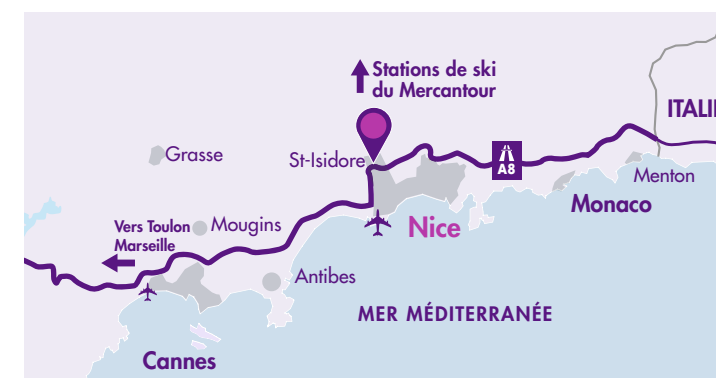 Stations de ski
du Mercantour
ITALI
Grasse
St-Isidore
A8
Menton
Monaco
Vers Toulon
Marseille
Mougins
Nice
Antibes
MER MÉDITERRANÉE
Cannes